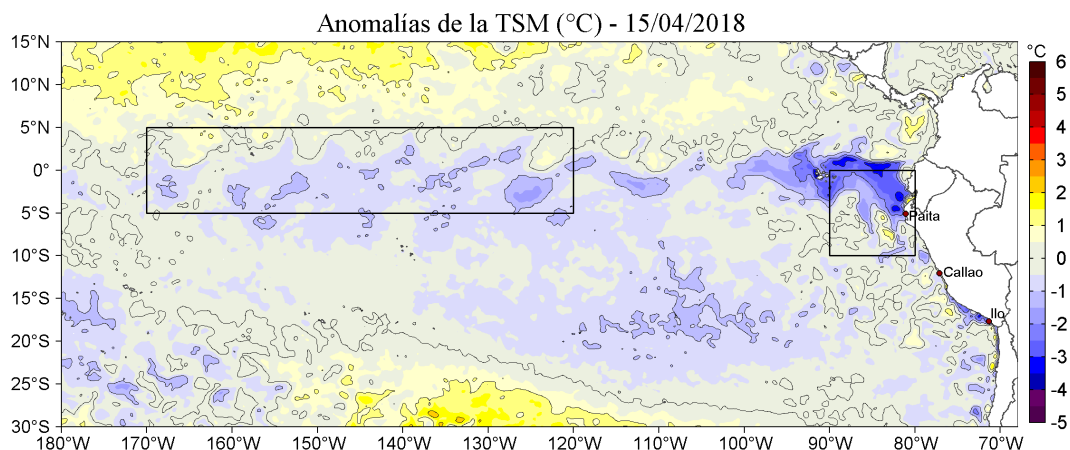 Anomalías de la TSM (°C) - 15/04/2018
15°N
10°N
5°N
0°
5°S
10°S
15°S
20°S
25°S
30°S
180°W
170°W
160°W
150°W
140°W
130°W
120°W
110°W
100°W
90°W
80°W
70°W
Paita
Callao
Ilo
°C
6
5
4
3
2
1
0
-1
-2
-3
-4
-5